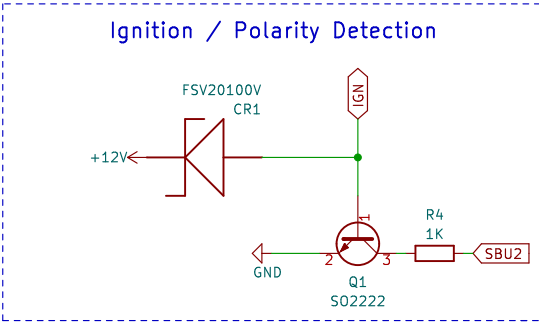 Ignition / Polarity Detection
FSV20100V
CR1
IGN
+12V
1
R4
1K
2
3
SBU2
GND
Q1
SO2222